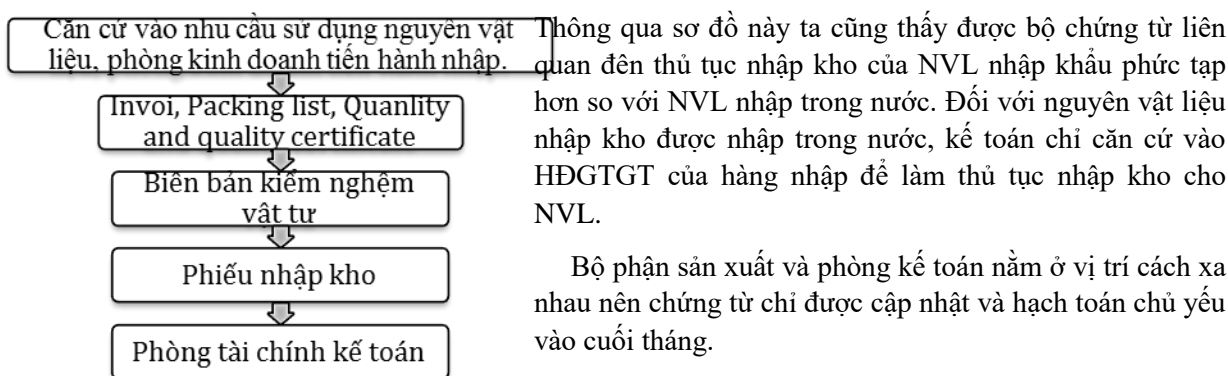 Căn cứ vào nhu cầu sử dụng nguyên vật
liệu, phòng kinh doanh tiến hành nhập.
Invoi, Packing list, Quanlity
and quality certificate
Biên bản kiểm nghệm
vật tư
Phiếu nhập kho
Phòng tài chính kế toán
Thông qua sơ đồ này ta cũng thấy được bộ chứng từ liên
quan đên thủ tục nhập kho của NVL nhập khẩu phức tạp
hơn so với NVL nhập trong nước. Đối với nguyên vật liệu
nhập kho được nhập trong nước, kế toán chỉ căn cứ vào
HĐGTGT của hàng nhập để làm thủ tục nhập kho cho
NVL.
Bộ phận sản xuất và phòng kế toán nằm ở vị trí cách xa
nhau nên chứng từ chỉ được cập nhật và hạch toán chủ yếu
vào cuối tháng.